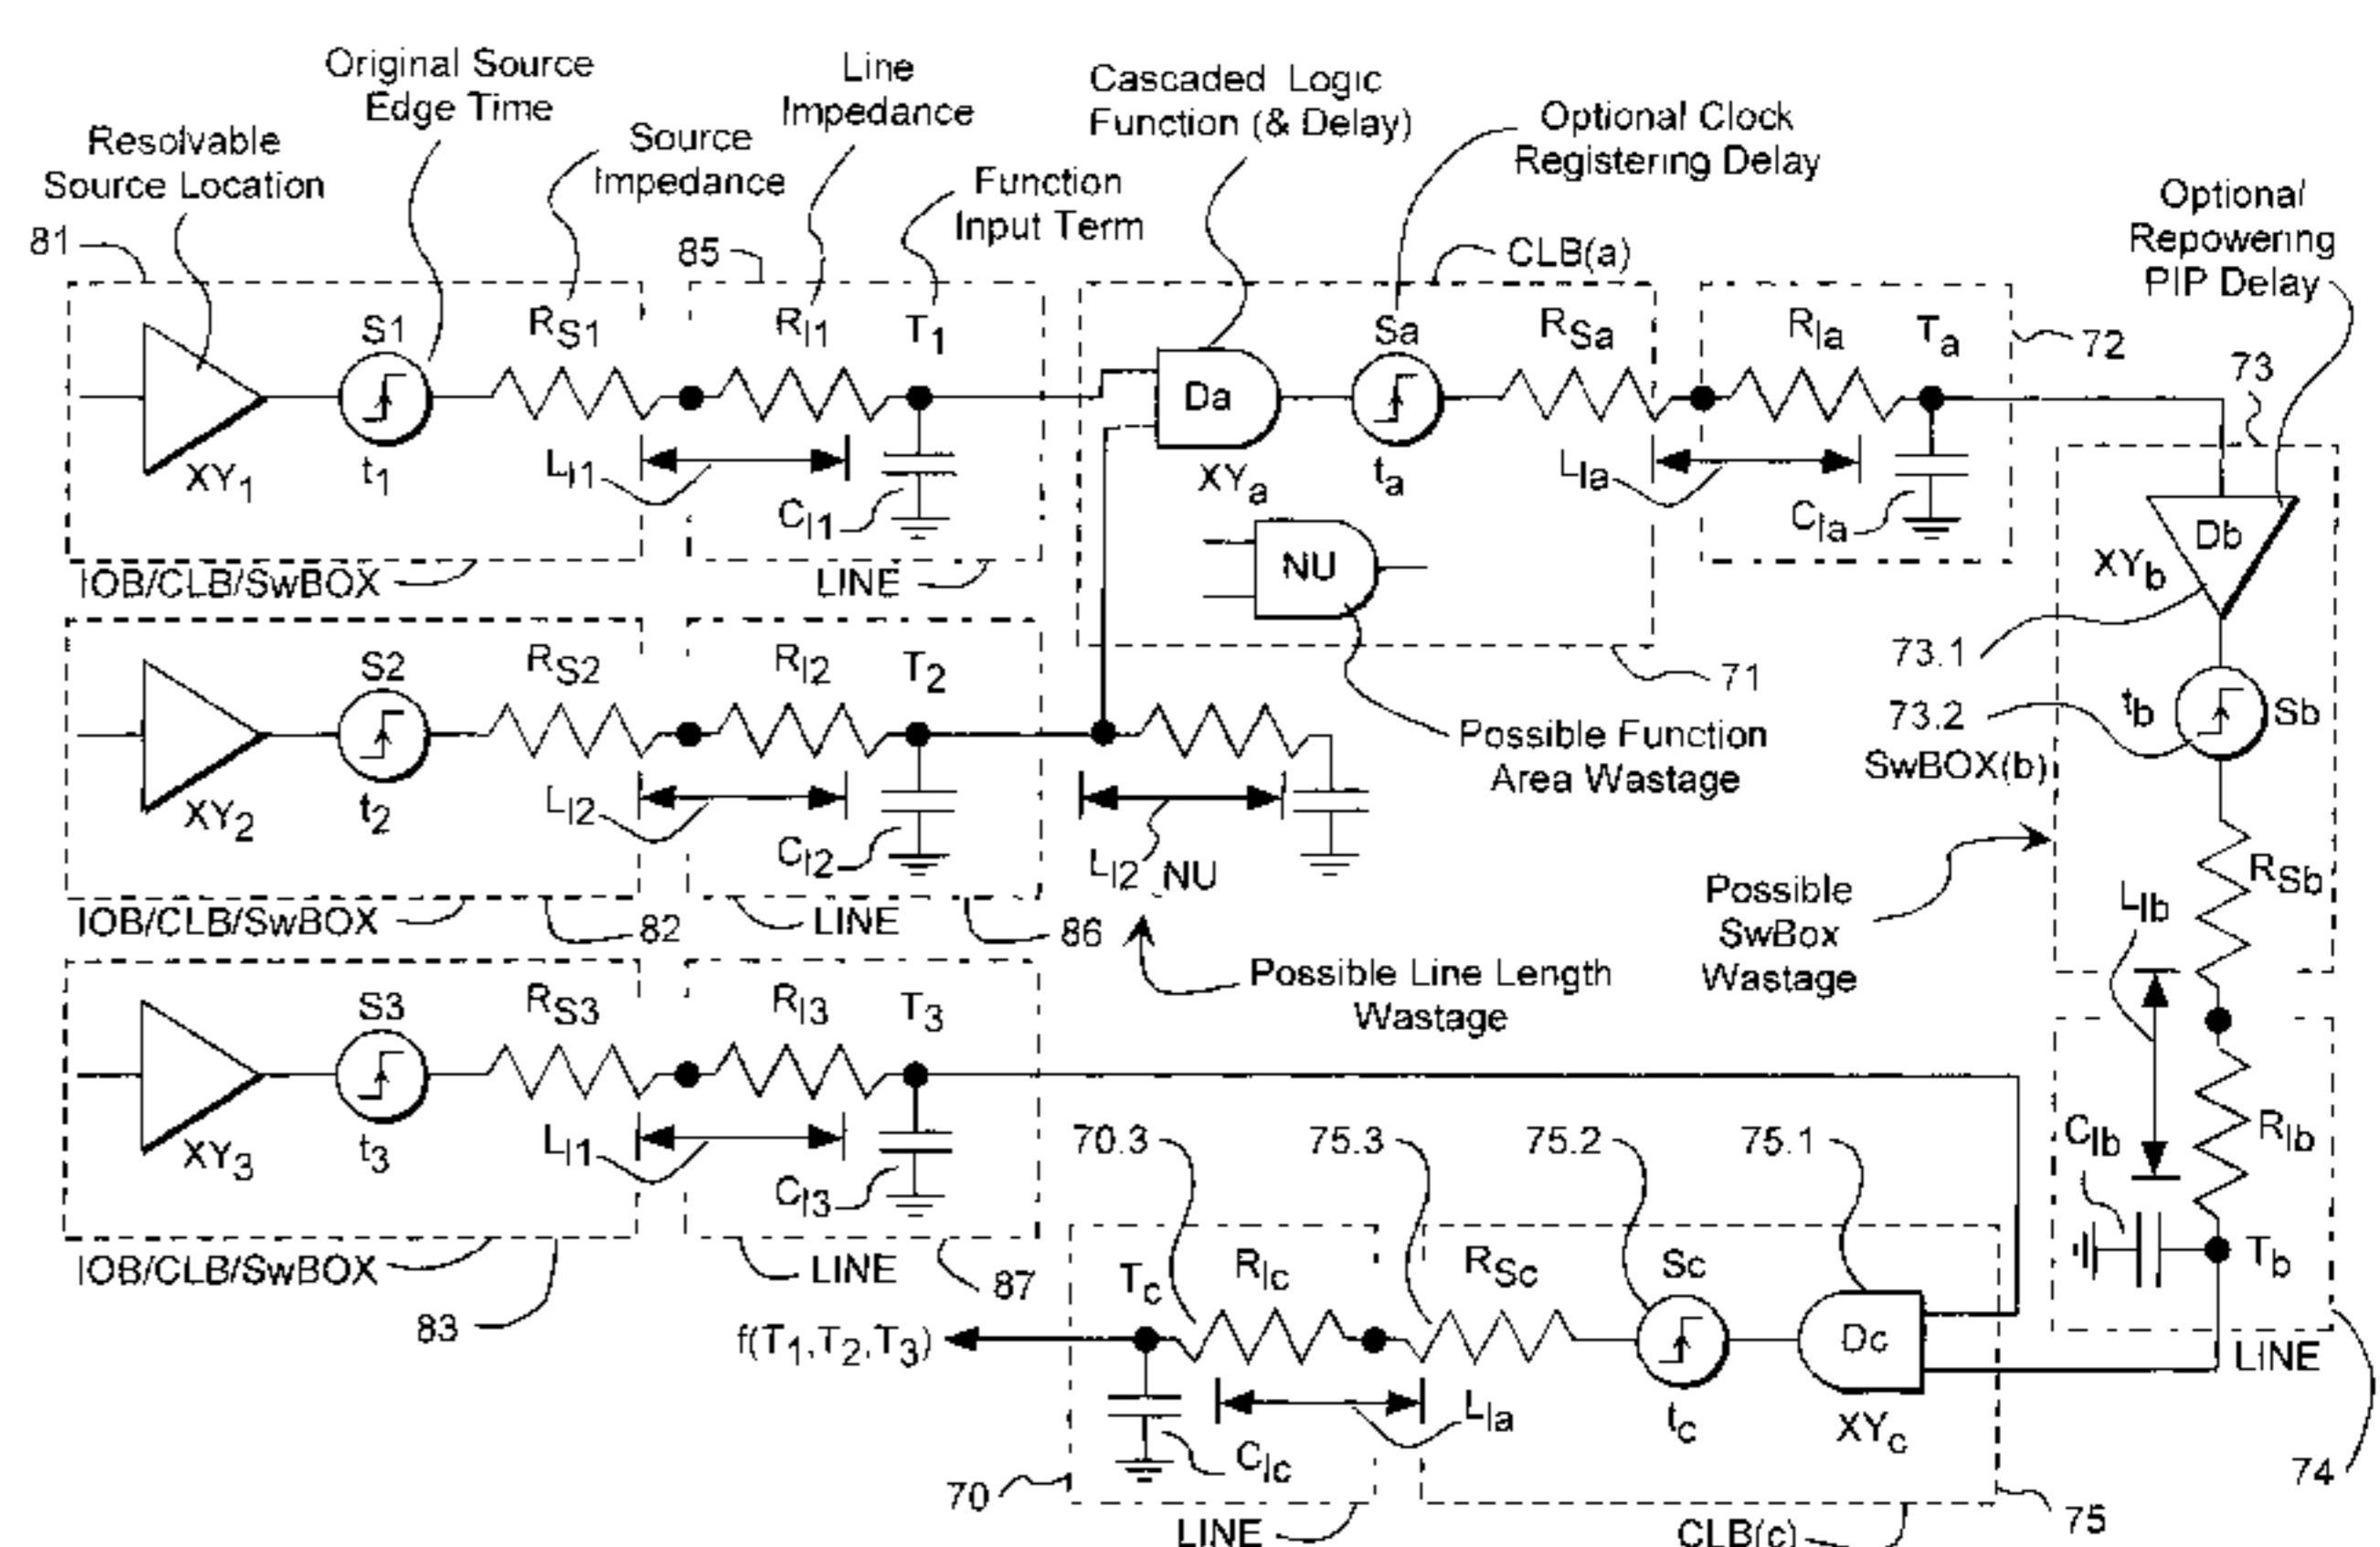 Original Source
Edge Time
Line
Impedance
Cascaded Logic
Function (& Delay)
Optional Clock
Registering Delay
Resolvable
Source Location
Source
Impedance
Function
Input Term
Optional
Repowering
PIP Delay
81
85
CLB(a)
S1
RS1
Rl1
T1
Sa
RSa
Rla
Ta
72
73
Da
XY1
t1
Ll1
Cl1
XYa
ta
Lla
Cla
Db
XYb
NU
IOB/CLB/SwBOX
LINE
73.1
71
S2
RS2
Rl2
T2
73.2
tb
Sb
SwBOX(b)
Possible Function
Area Wastage
XY2
t2
Ll2
Cl2
Ll2_NU
RSb
Possible
SwBox
Wastage
Llb
IOB/CLB/SwBOX
82
LINE
86
Possible Line Length
Wastage
S3
RS3
Rl3
T3
XY3
t3
Ll1
Cl3
70.3
75.3
75.2
75.1
Clb
Rlb
IOB/CLB/SwBOX
83
LINE
87
Tc
Rlc
RSc
Sc
Tb
f(T1,T2,T3)
Dc
LINE
Lla
tc
XYc
Clc
70
74
LINE
CLB(c)
75